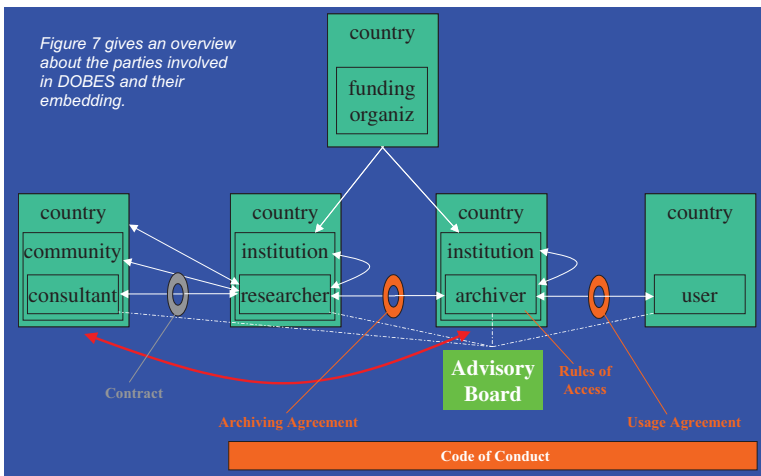 Figure 7 gives an overview
about the parties involved
in DOBES and their
embedding.
country
funding
organiz
country
community
consultant
country
institution
researcher
country
institution
archiver
country
user
Contract
Archiving Agreement
Advisory
Board
Rules of
Access
Usage Agreement
Code of Conduct